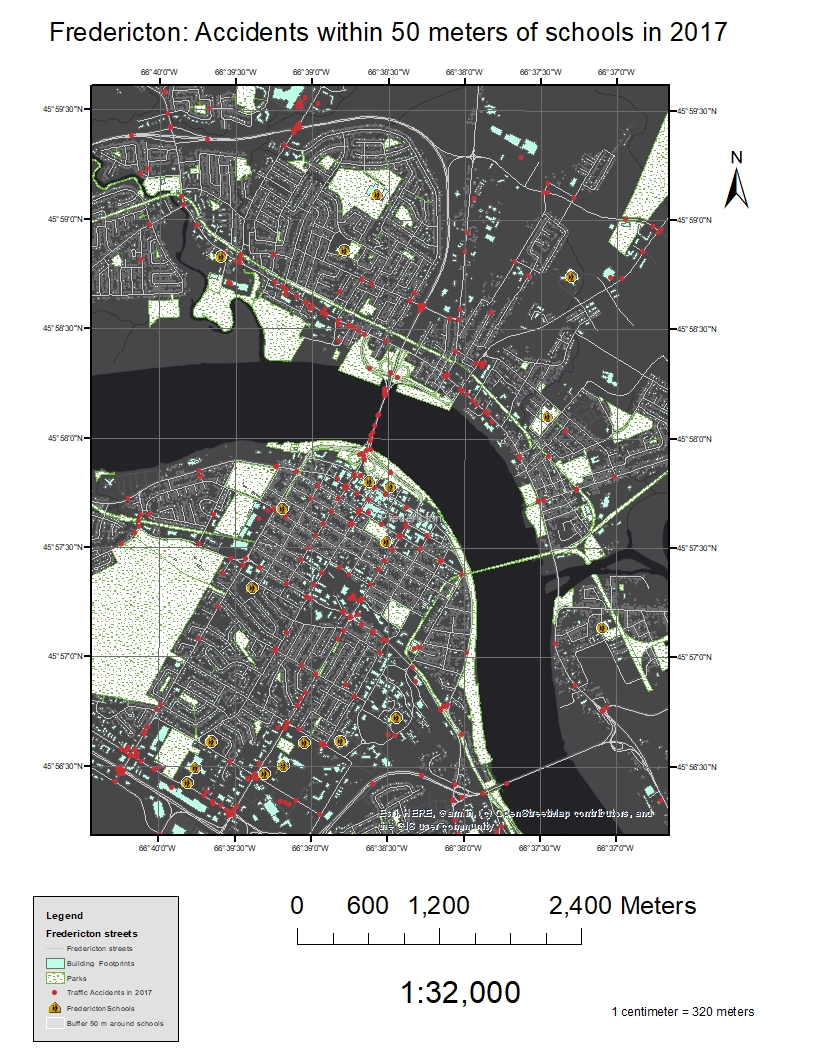 Fredericton: Accidents within 50 meters of schools in 2017
66°40'0"W 66°39'30"W 66°39'0"W 66°38'30"W 66°38'0"W 66°37'30"W 66°37'0"W
N
45°59'30"N 45°59'30"N
45°59'0"N 45°59'0"N
45°58'30"N 45°58'30"N
45°58'0"N 45°58'0"N
45°57'30"N 45°57'30"N
45°57'0"N 45°57'0"N
45°56'30"N 45°56'30"N
Esri, HERE, Garmin, (c) OpenStreetMap contributors, and
the GIS user community
66°40'0"W 66°39'30"W 66°39'0"W 66°38'30"W 66°38'0"W 66°37'30"W 66°37'0"W
Legend
Fredericton streets
Fredericton streets
Building Footprints
Parks
Traffic Accidents in 2017
FrederictonSchools
Buffer 50 m around schools
0 600 1,200 2,400 Meters
1:32,000
1 centimeter = 320 meters